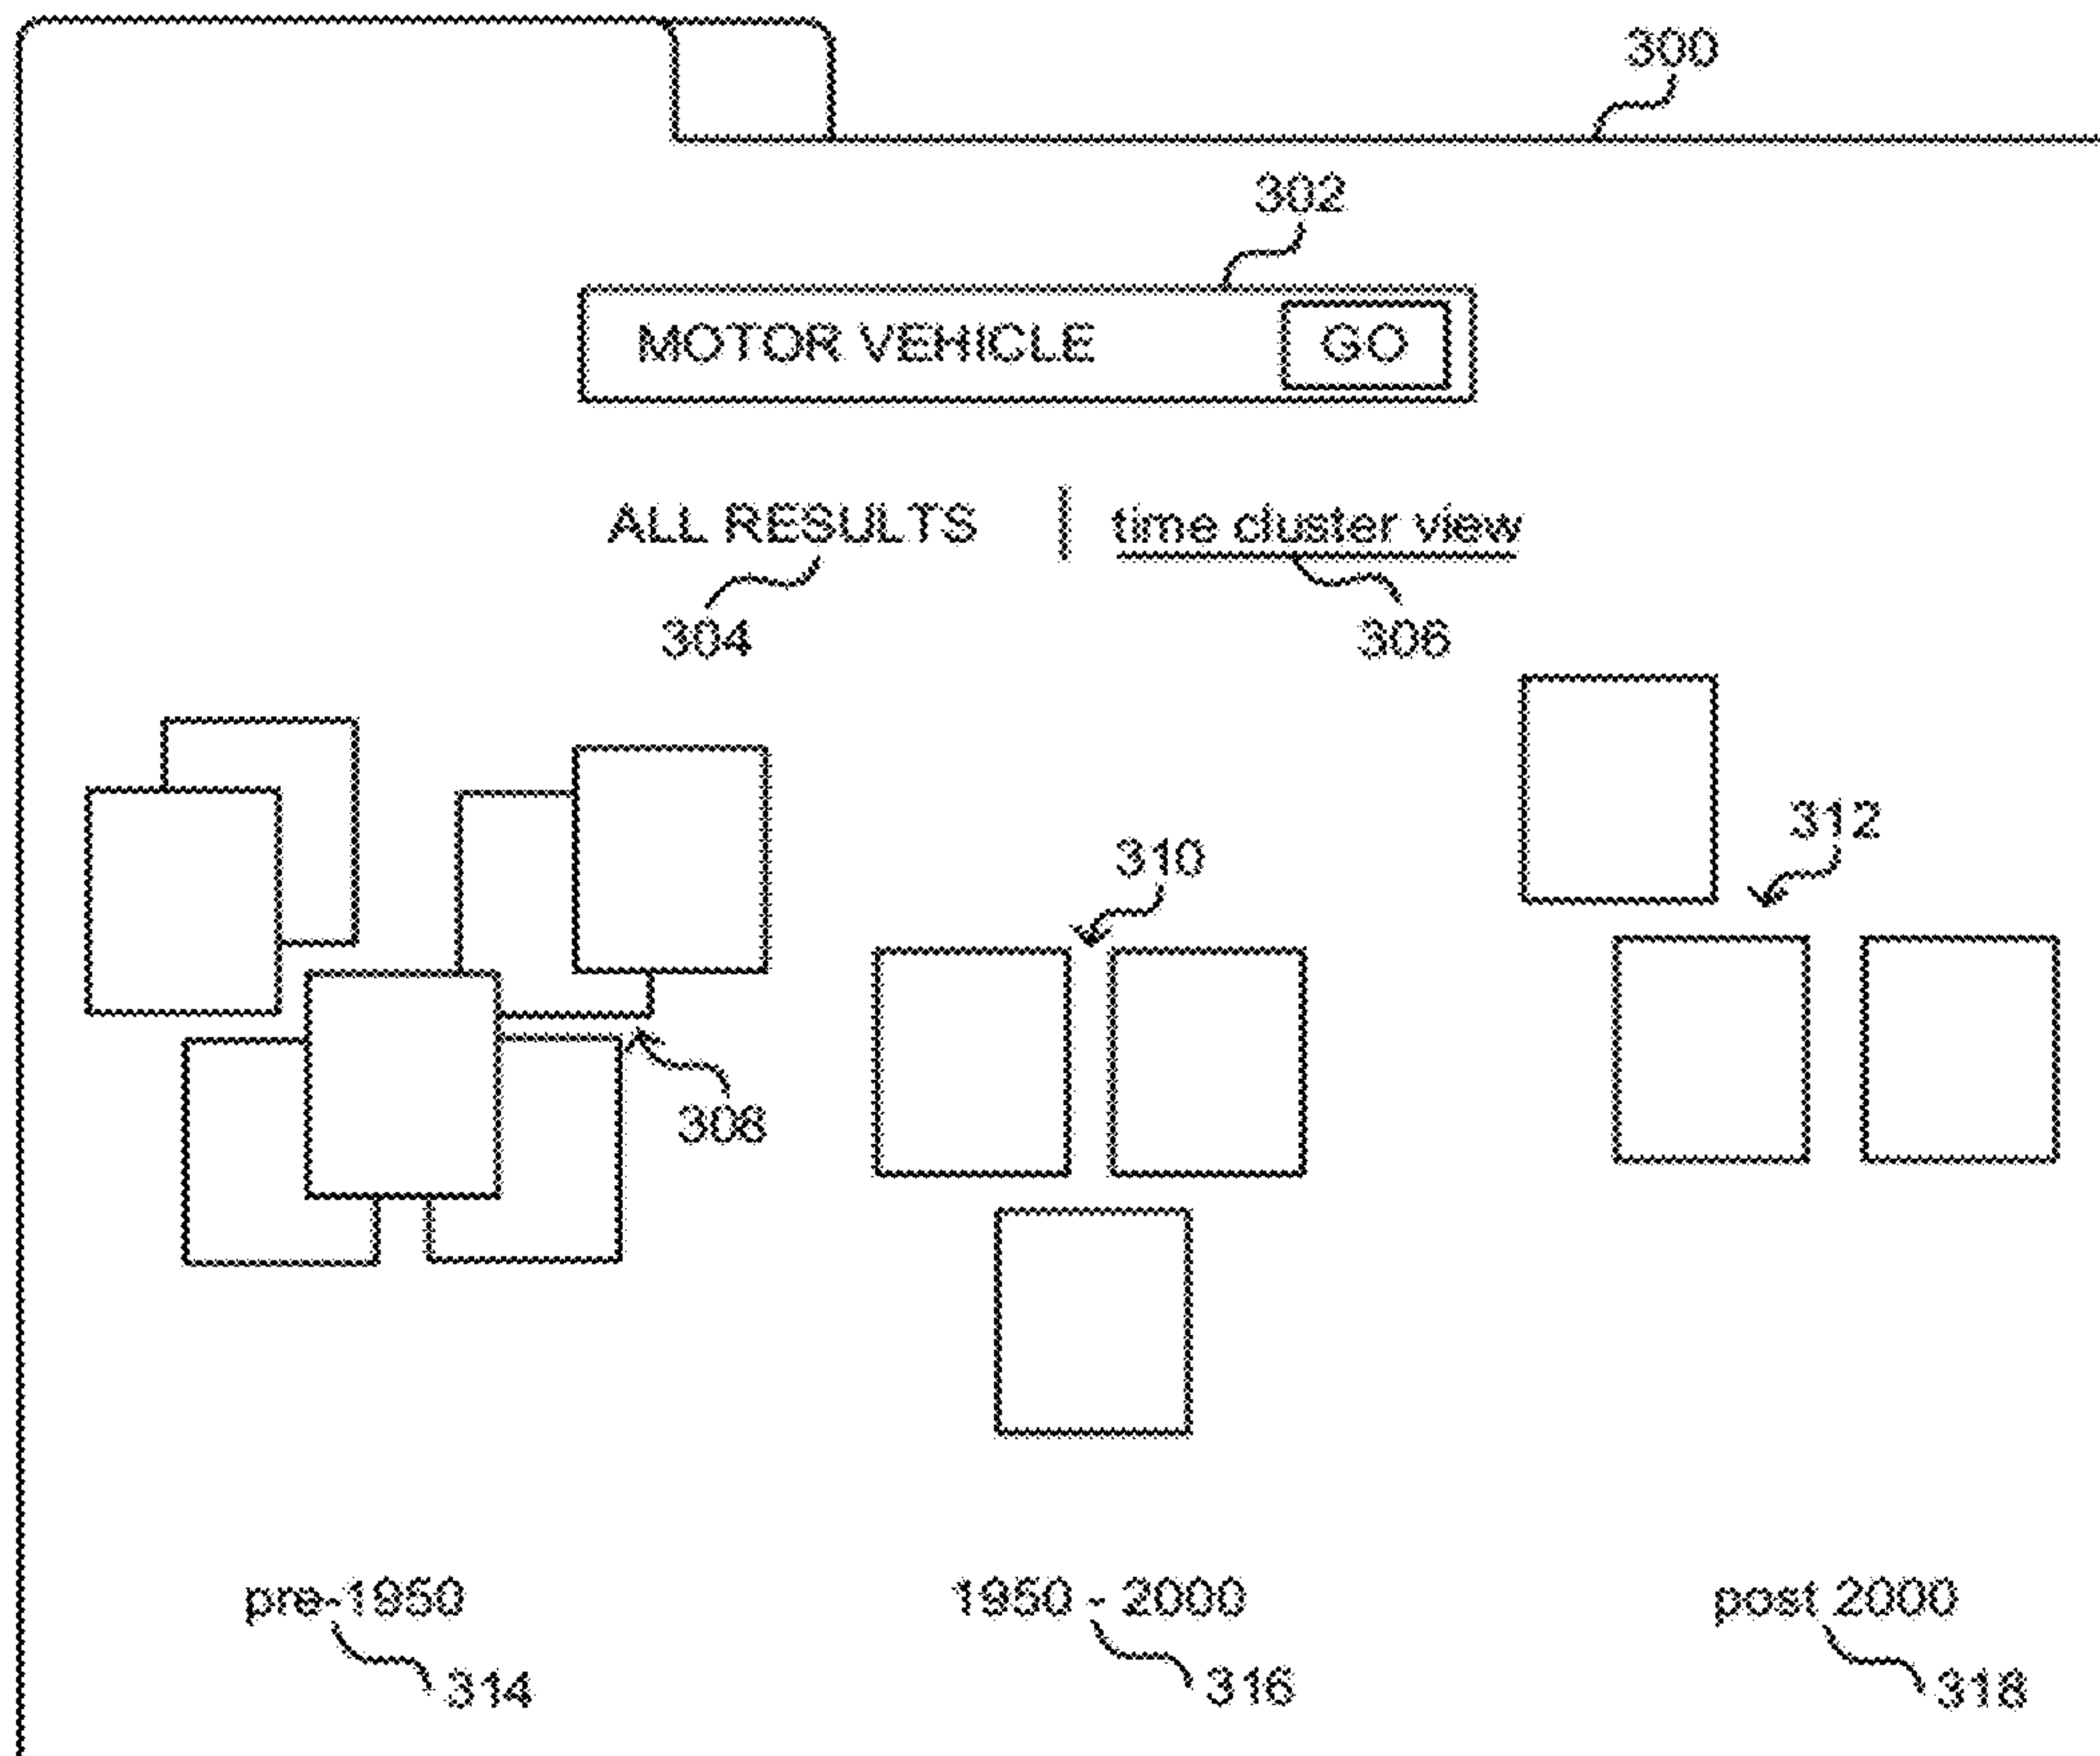 300
302
MOTOR VEHICLE GO
ALL RESULTS | time cluster view
304 306
312
310
308
pre-1950 1950 - 2000 post 2000
314 316 318